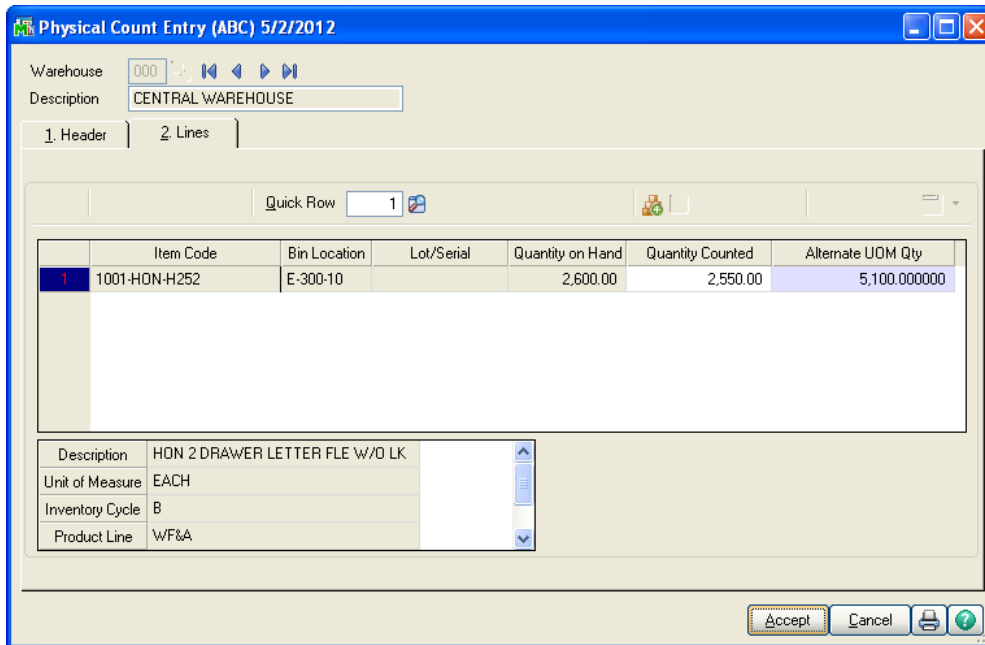 Physical Count Entry (ABC) 5/2/2012
Warehouse 000
Description CENTRAL WAREHOUSE
1. Header 2. Lines
Quick Row 1
Item Code Bin Location Lot/Serial Quantity on Hand Quantity Counted Alternate UOM Qty
1 1001-HON-H252 E-300-10 2,600.00 2,550.00 5,100.000000
Description HON 2 DRAWER LETTER FLE W/O LK
Unit of Measure EACH
Inventory Cycle B
Product Line WF&A
Accept Cancel